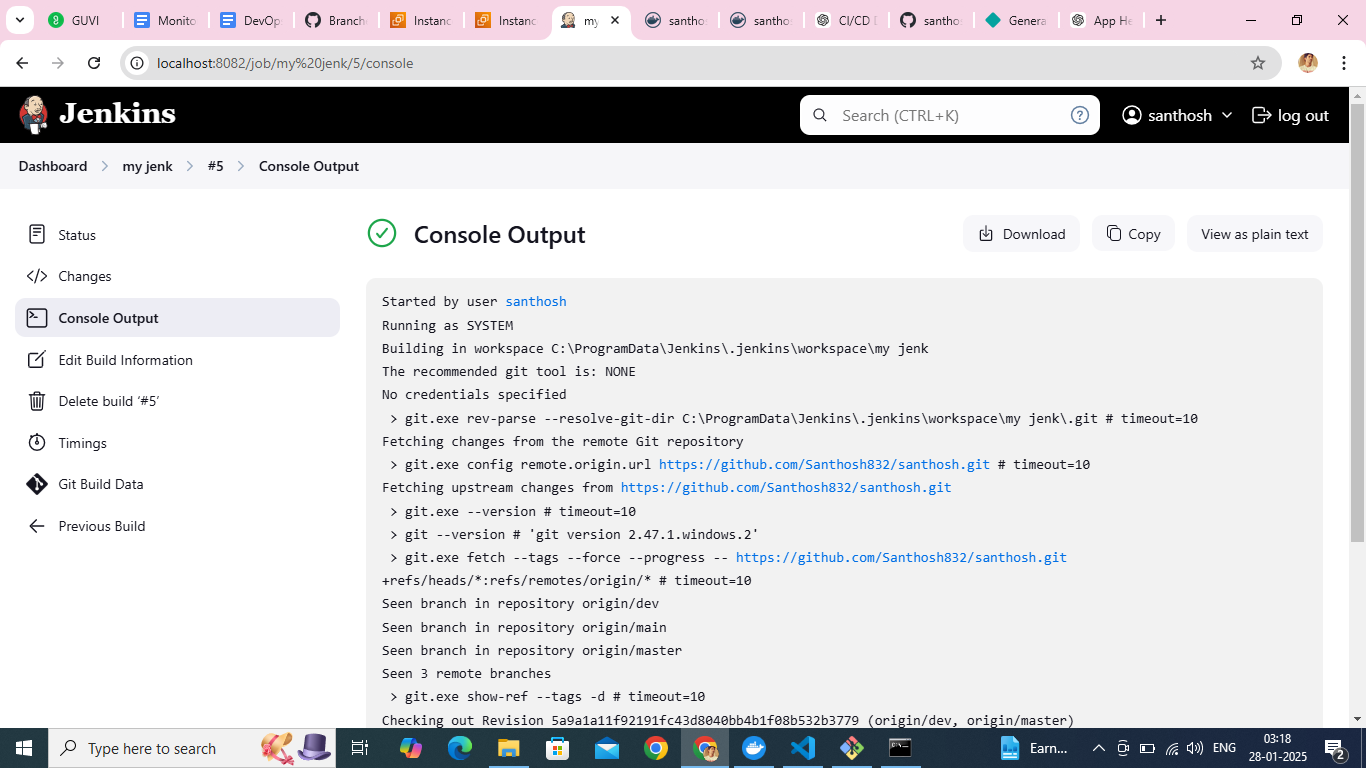 GUVI
Monito
DevOp
Branche
Instanc
Instanc
my
santhos
santhos
CI/CD D
santhos
Genera
App He
localhost:8082/job/my%20jenk/5/console
Jenkins
Search (CTRL+K)
santhosh
log out
Dashboard
my jenk
#5
Console Output
Status
Changes
Console Output
Edit Build Information
Delete build ‘#5’
Timings
Git Build Data
Previous Build
Console Output
Download
Copy
View as plain text
Started by user santhosh
Running as SYSTEM
Building in workspace C:\ProgramData\Jenkins\.jenkins\workspace\my jenk
The recommended git tool is: NONE
No credentials specified
> git.exe rev-parse --resolve-git-dir C:\ProgramData\Jenkins\.jenkins\workspace\my jenk\.git # timeout=10
Fetching changes from the remote Git repository
> git.exe config remote.origin.url https://github.com/Santhosh832/santhosh.git # timeout=10
Fetching upstream changes from https://github.com/Santhosh832/santhosh.git
> git.exe --version # timeout=10
> git --version # 'git version 2.47.1.windows.2'
> git.exe fetch --tags --force --progress -- https://github.com/Santhosh832/santhosh.git
+refs/heads/*:refs/remotes/origin/* # timeout=10
Seen branch in repository origin/dev
Seen branch in repository origin/main
Seen branch in repository origin/master
Seen 3 remote branches
> git.exe show-ref --tags -d # timeout=10
Checking out Revision 5a9a1a11f92191fc43d8040bb4b1f08b532b3779 (origin/dev, origin/master)
Type here to search
Earn...
ENG
03:18
28-01-2025
2